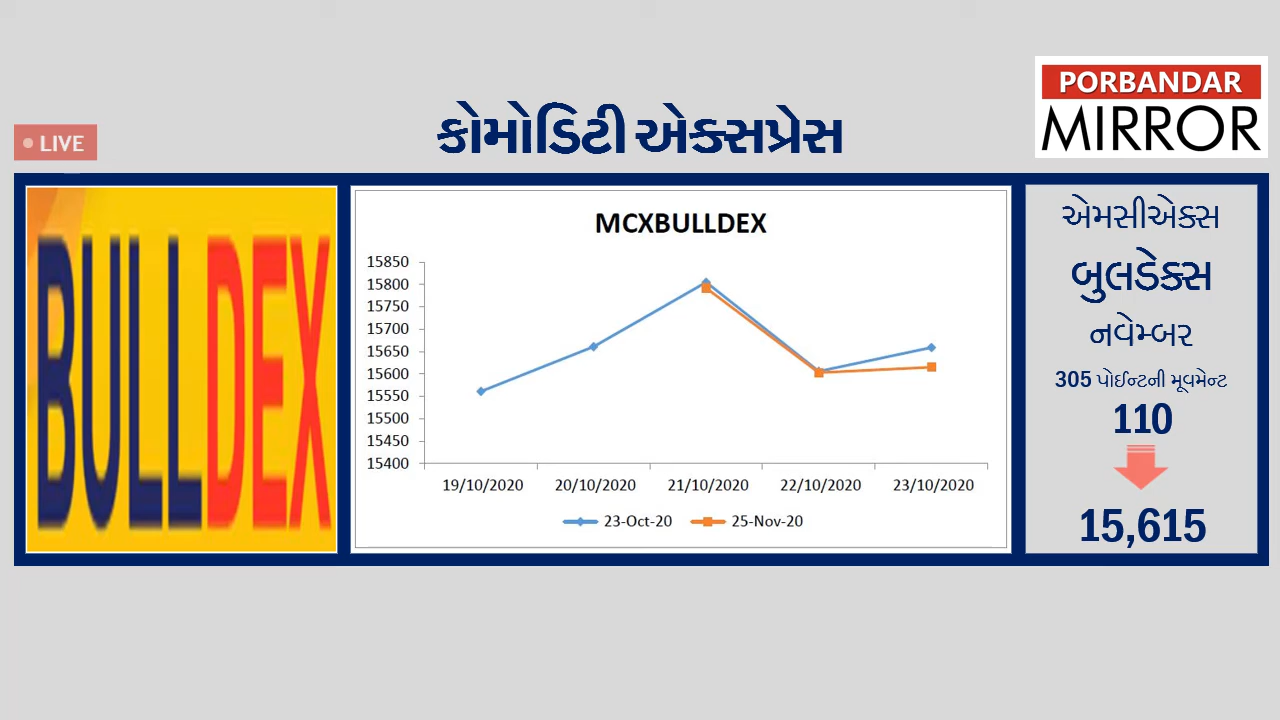 PORBANDAR
MIRROR
LIVE
કોમોડિટી એક્સપ્રેસ
BULLDEX
MCXBULLDEX
15850
15800
15750
15700
15650
15600
15550
15500
15450
15400
19/10/2020 20/10/2020 21/10/2020 22/10/2020 23/10/2020
23-Oct-20 25-Nov-20
એમસીએક્સ
બુલડેક્સ
નવેમ્બર
305 પોઈન્ટની મૂવમેન્ટ
110
15,615